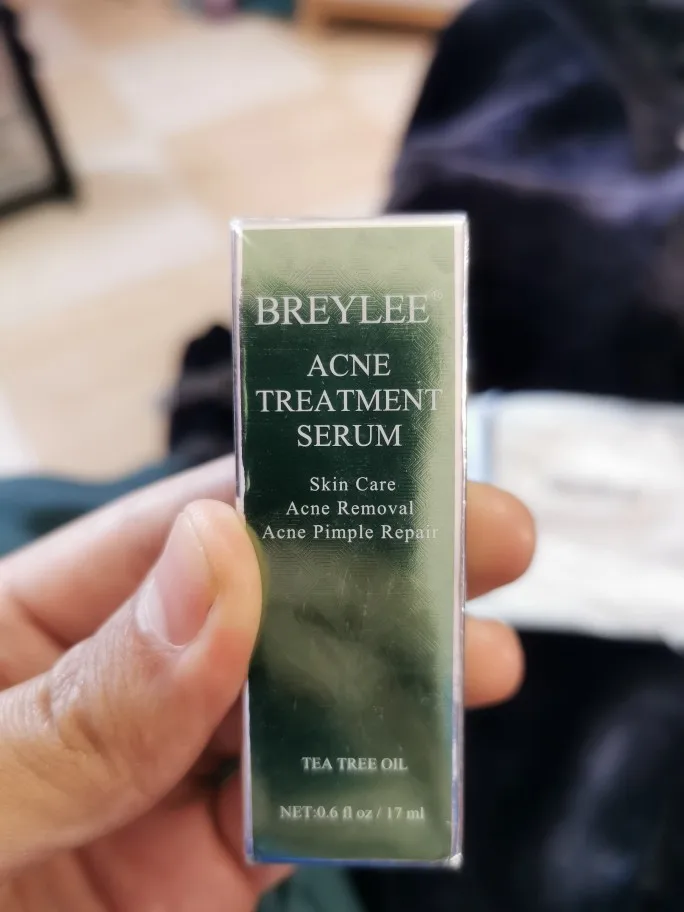 BREYLEE®
ACNE
TREATMENT
SERUM
Skin Care
Acne Removal
Acne Pimple Repair
TEA TREE OIL
NET:0.6 fl oz / 17 ml